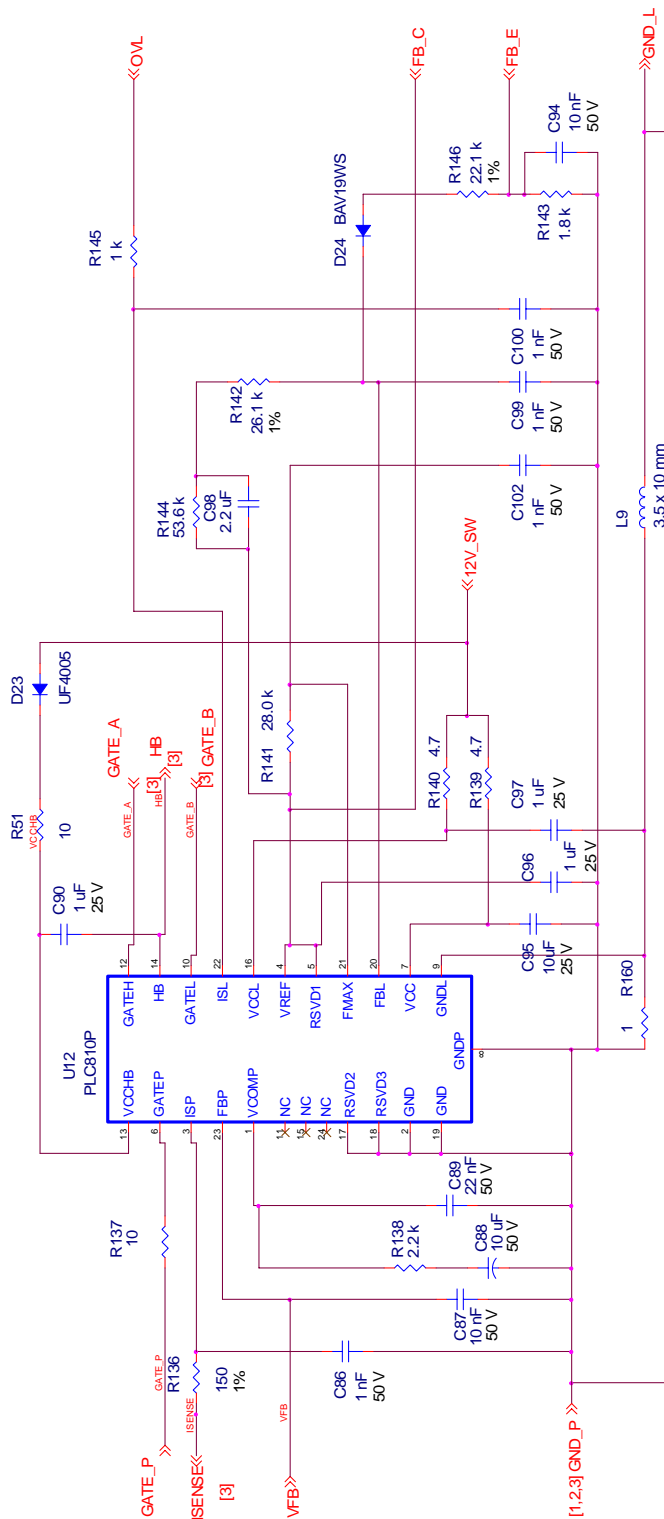 OVL
FB_C
FB_E
GND_L
R145
1 k
D24 BAV19WS
R146
22.1 k
1%
R143
1.8 k
C94
10 nF
50 V
C100
1 nF
50 V
C99
1 nF
50 V
C102
1 nF
50 V
R142
26.1 k
1%
R144
53.6 k
C98
2.2 uF
12V_SW
L9
3.5 x 10 mm
D23
UF4005
R51
10
VCCHB
C90
1 uF
25 V
GATE_A
GATE_A
[3] HB
HB
[3]
[3] GATE_B
GATE_B
R141 28.0 k
R140 4.7
R139 4.7
C97
1 uF
25 V
C96
1 uF
25 V
C95
10uF
25 V
R160
1
U12
PLC810P
12 GATEH
14 HB
10 GATEL
22 ISL
16 VCCL
4 VREF
5 RSVD1
21 FMAX
20 FBL
7 VCC
9 GNDL
8 GNDP
13 VCCHB
6 GATEP
3 ISP
23 FBP
1 VCOMP
11 NC
15 NC
24 NC
17 RSVD2
18 RSVD3
2 GND
19 GND
R137
10
R136
150
1%
GATE_P
GATE_P
ISENSE
ISENSE
[3]
VFB
VFB
C86
1 nF
50 V
C87
10 nF
50 V
R138
2.2 k
C88
10 uF
50 V
C89
22 nF
50 V
[1,2,3] GND_P